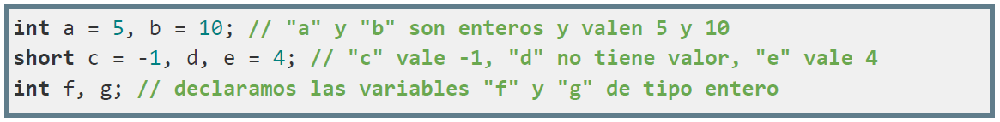 int a = 5, b = 10; // "a" y "b" son enteros y valen 5 y 10
short c = -1, d, e = 4; // "c" vale -1, "d" no tiene valor, "e" vale 4
int f, g; // declaramos las variables "f" y "g" de tipo entero